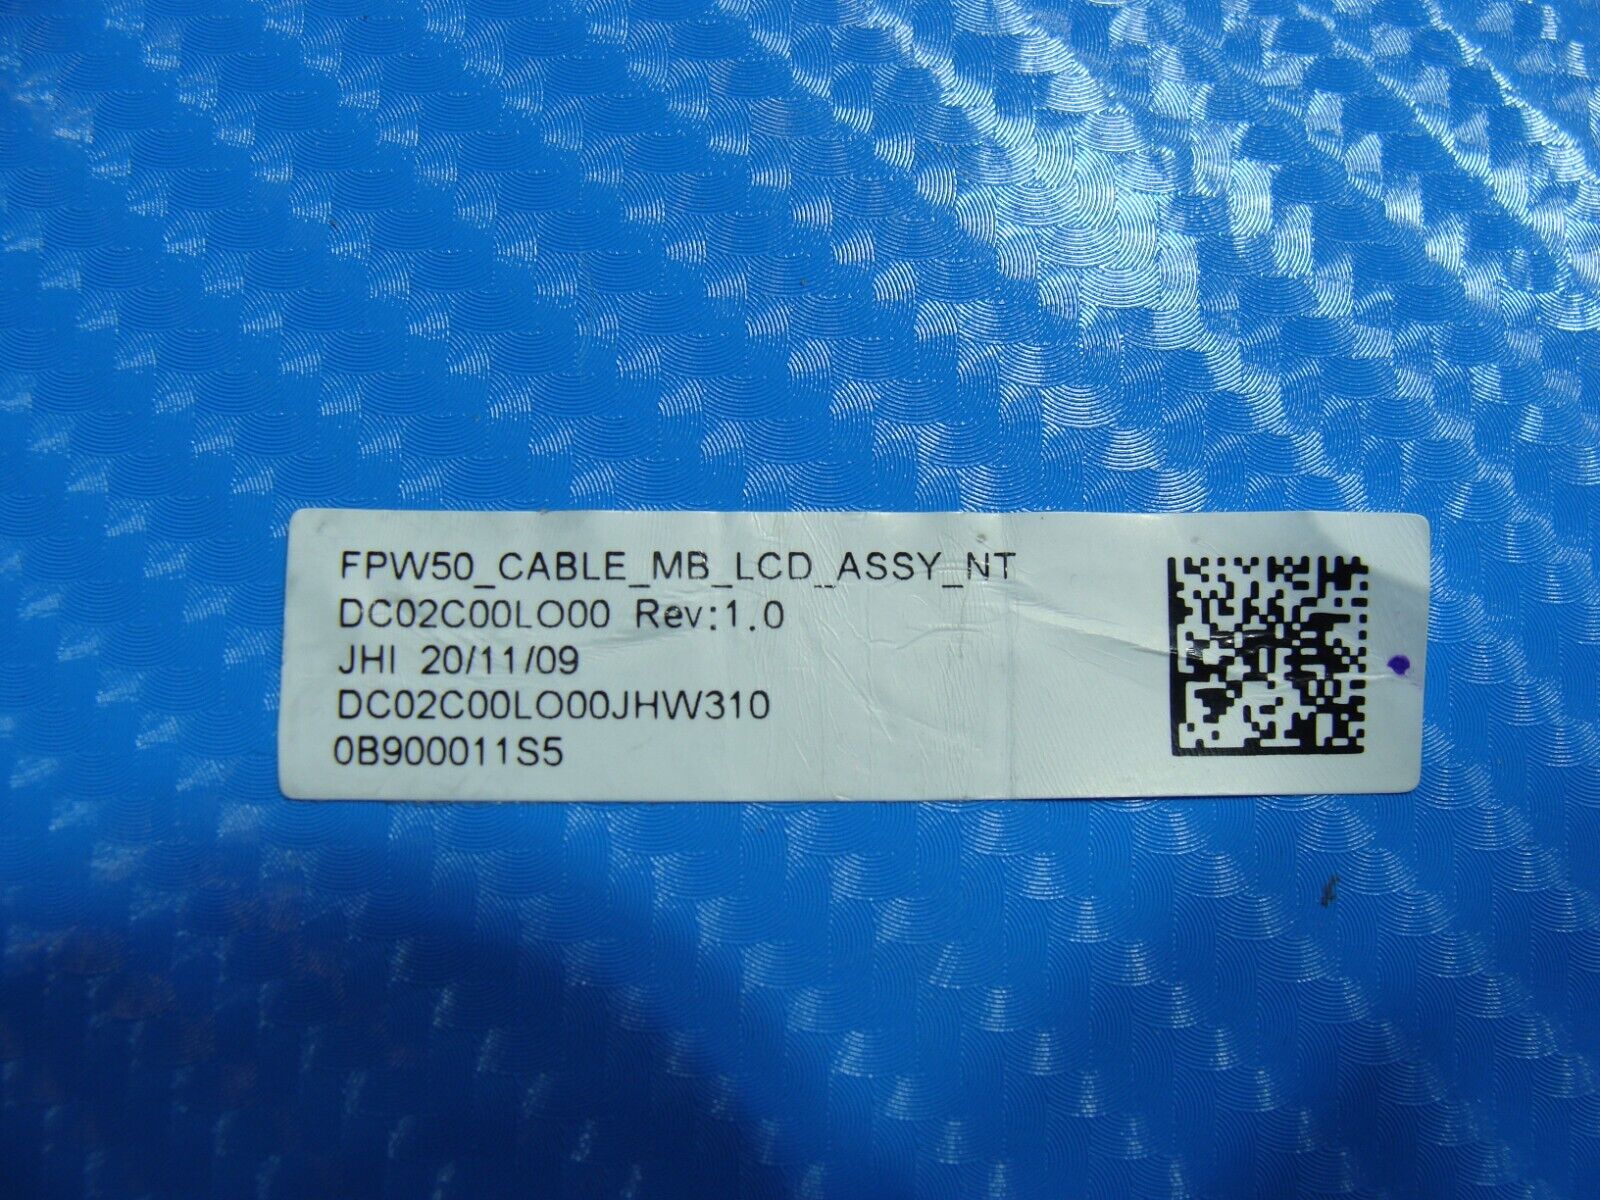 FPW50_CABLE_MB_LCD_ASSY_NT
DC02C00LO00 Rev:1.0
JHI 20/11/09
DC02C00LO00JHW310
0B900011S5